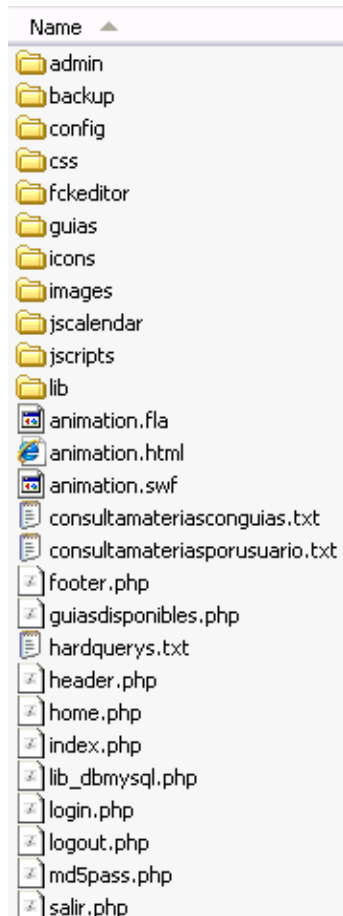 Name
admin
backup
config
css
fckeditor
guias
icons
images
jscalendar
jscripts
lib
animation.fla
animation.html
animation.swf
consultamateriasconguias.txt
consultamateriasporusuario.txt
footer.php
guiasdisponibles.php
hardquerys.txt
header.php
home.php
index.php
lib_dbmysql.php
login.php
logout.php
md5pass.php
salir.php